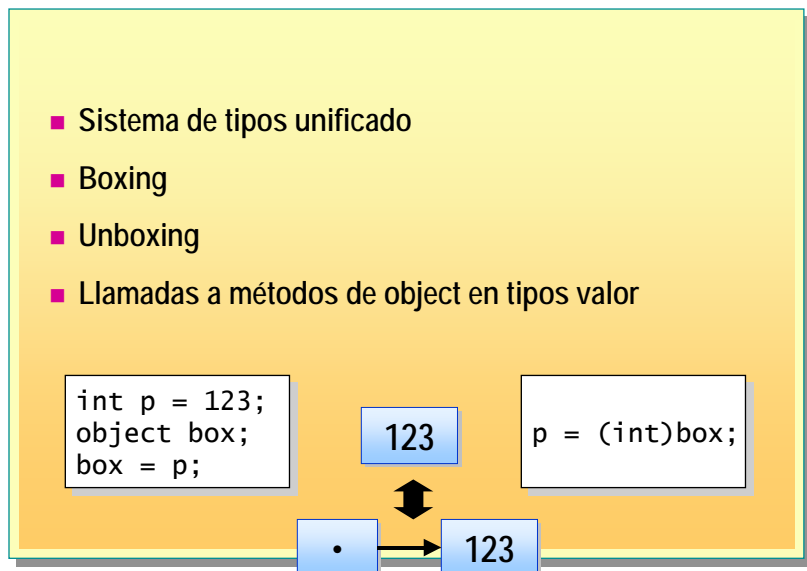 Sistema de tipos unificado
Boxing
Unboxing
Llamadas a métodos de object en tipos valor
int p = 123;
object box;
box = p;
123
p = (int)box;
123